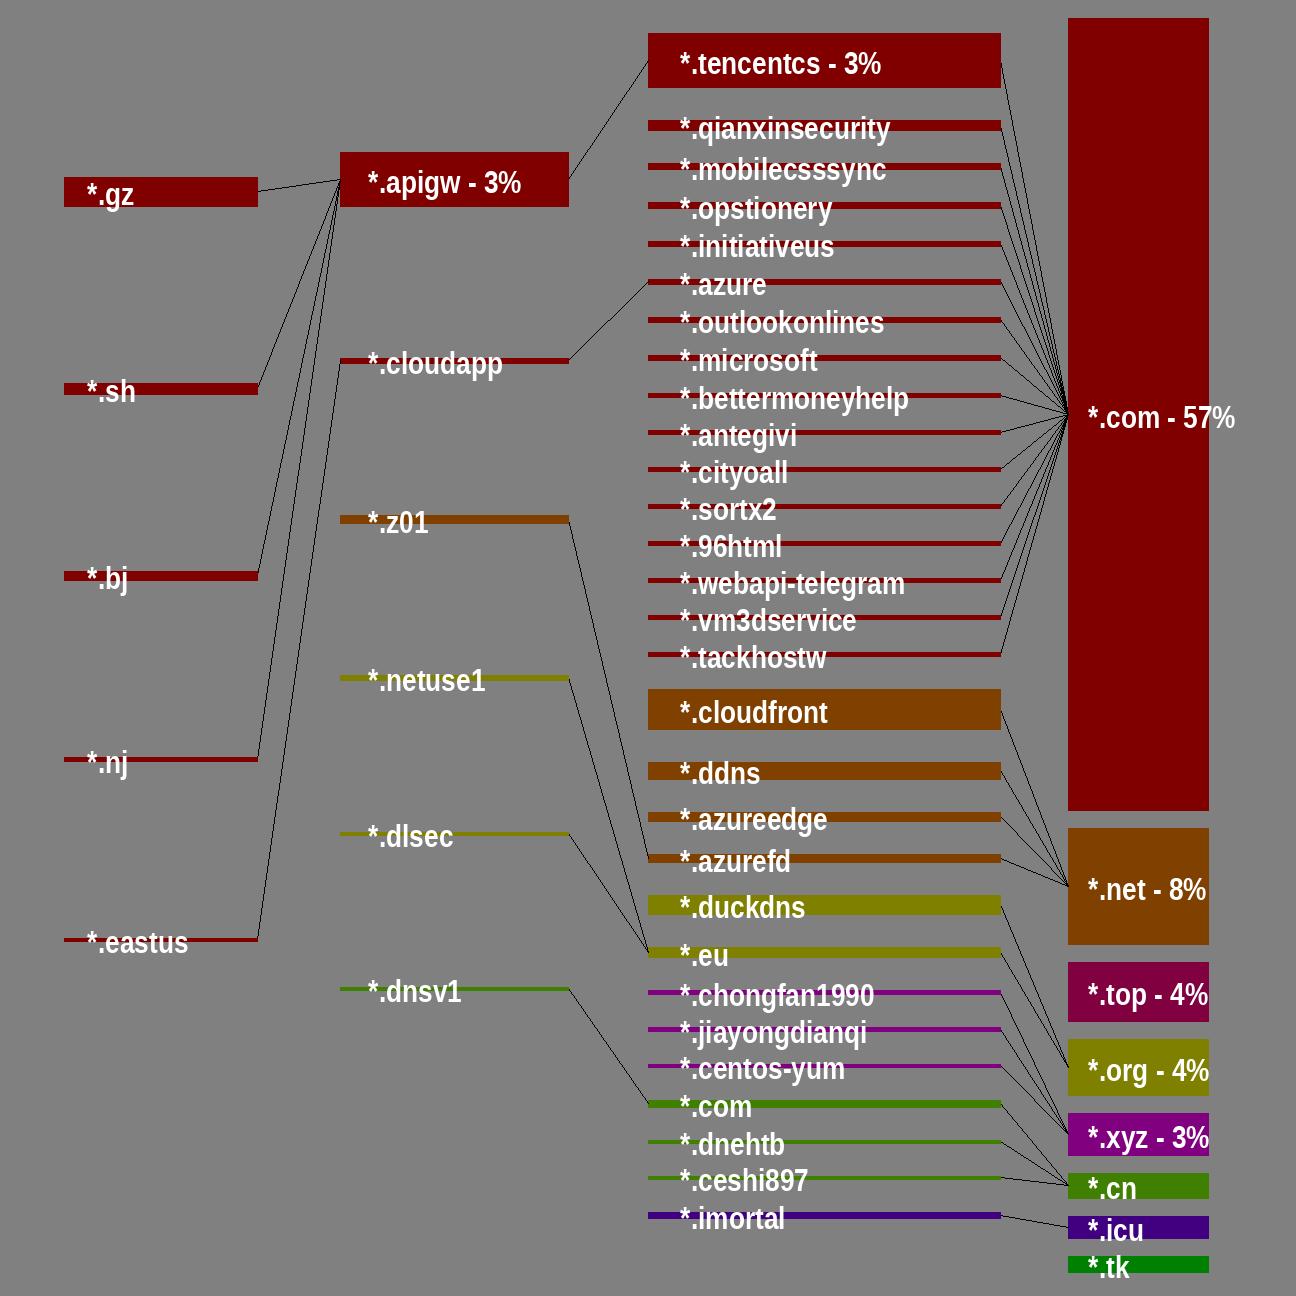 *.gz
*.sh
*.bj
*.nj
*.eastus
*.apigw - 3%
*.cloudapp
*.z01
*.netuse1
*.dlsec
*.dnsv1
*.tencentcs - 3%
*.qianxinsecurity
*.mobilecsssync
*.opstionery
*.initiativeus
*.azure
*.outlookonlines
*.microsoft
*.bettermoneyhelp
*.antegivi
*.cityoall
*.sortx2
*.96html
*.webapi-telegram
*.vm3dservice
*.tackhostw
*.cloudfront
*.ddns
*.azureedge
*.azurefd
*.duckdns
*.eu
*.chongfan1990
*.jiayongdianqi
*.centos-yum
*.com
*.dnehtb
*.ceshi897
*.imortal
*.com - 57%
*.net - 8%
*.top - 4%
*.org - 4%
*.xyz - 3%
*.cn
*.icu
*.tk